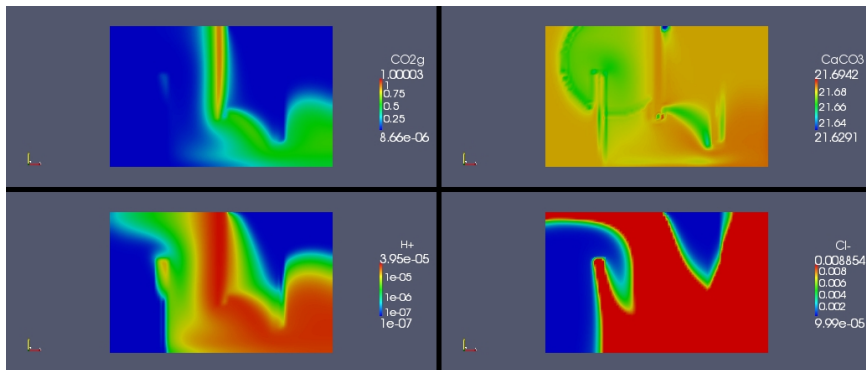 CO2g
1.00003
1
0.75
0.5
0.25
8.66e-06
CaCO3
21.6942
21.68
21.66
21.64
21.6291
H+
3.95e-05
1e-05
1e-06
1e-07
1e-07
Cl-
0.008854
0.008
0.006
0.004
0.002
9.99e-05